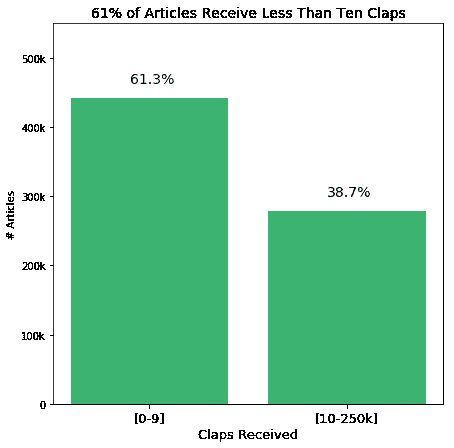 61% of Articles Receive Less Than Ten Claps
500k
400k
300k
200k
100k
0
# Articles
61.3%
38.7%
[0-9]
[10-250k]
Claps Received